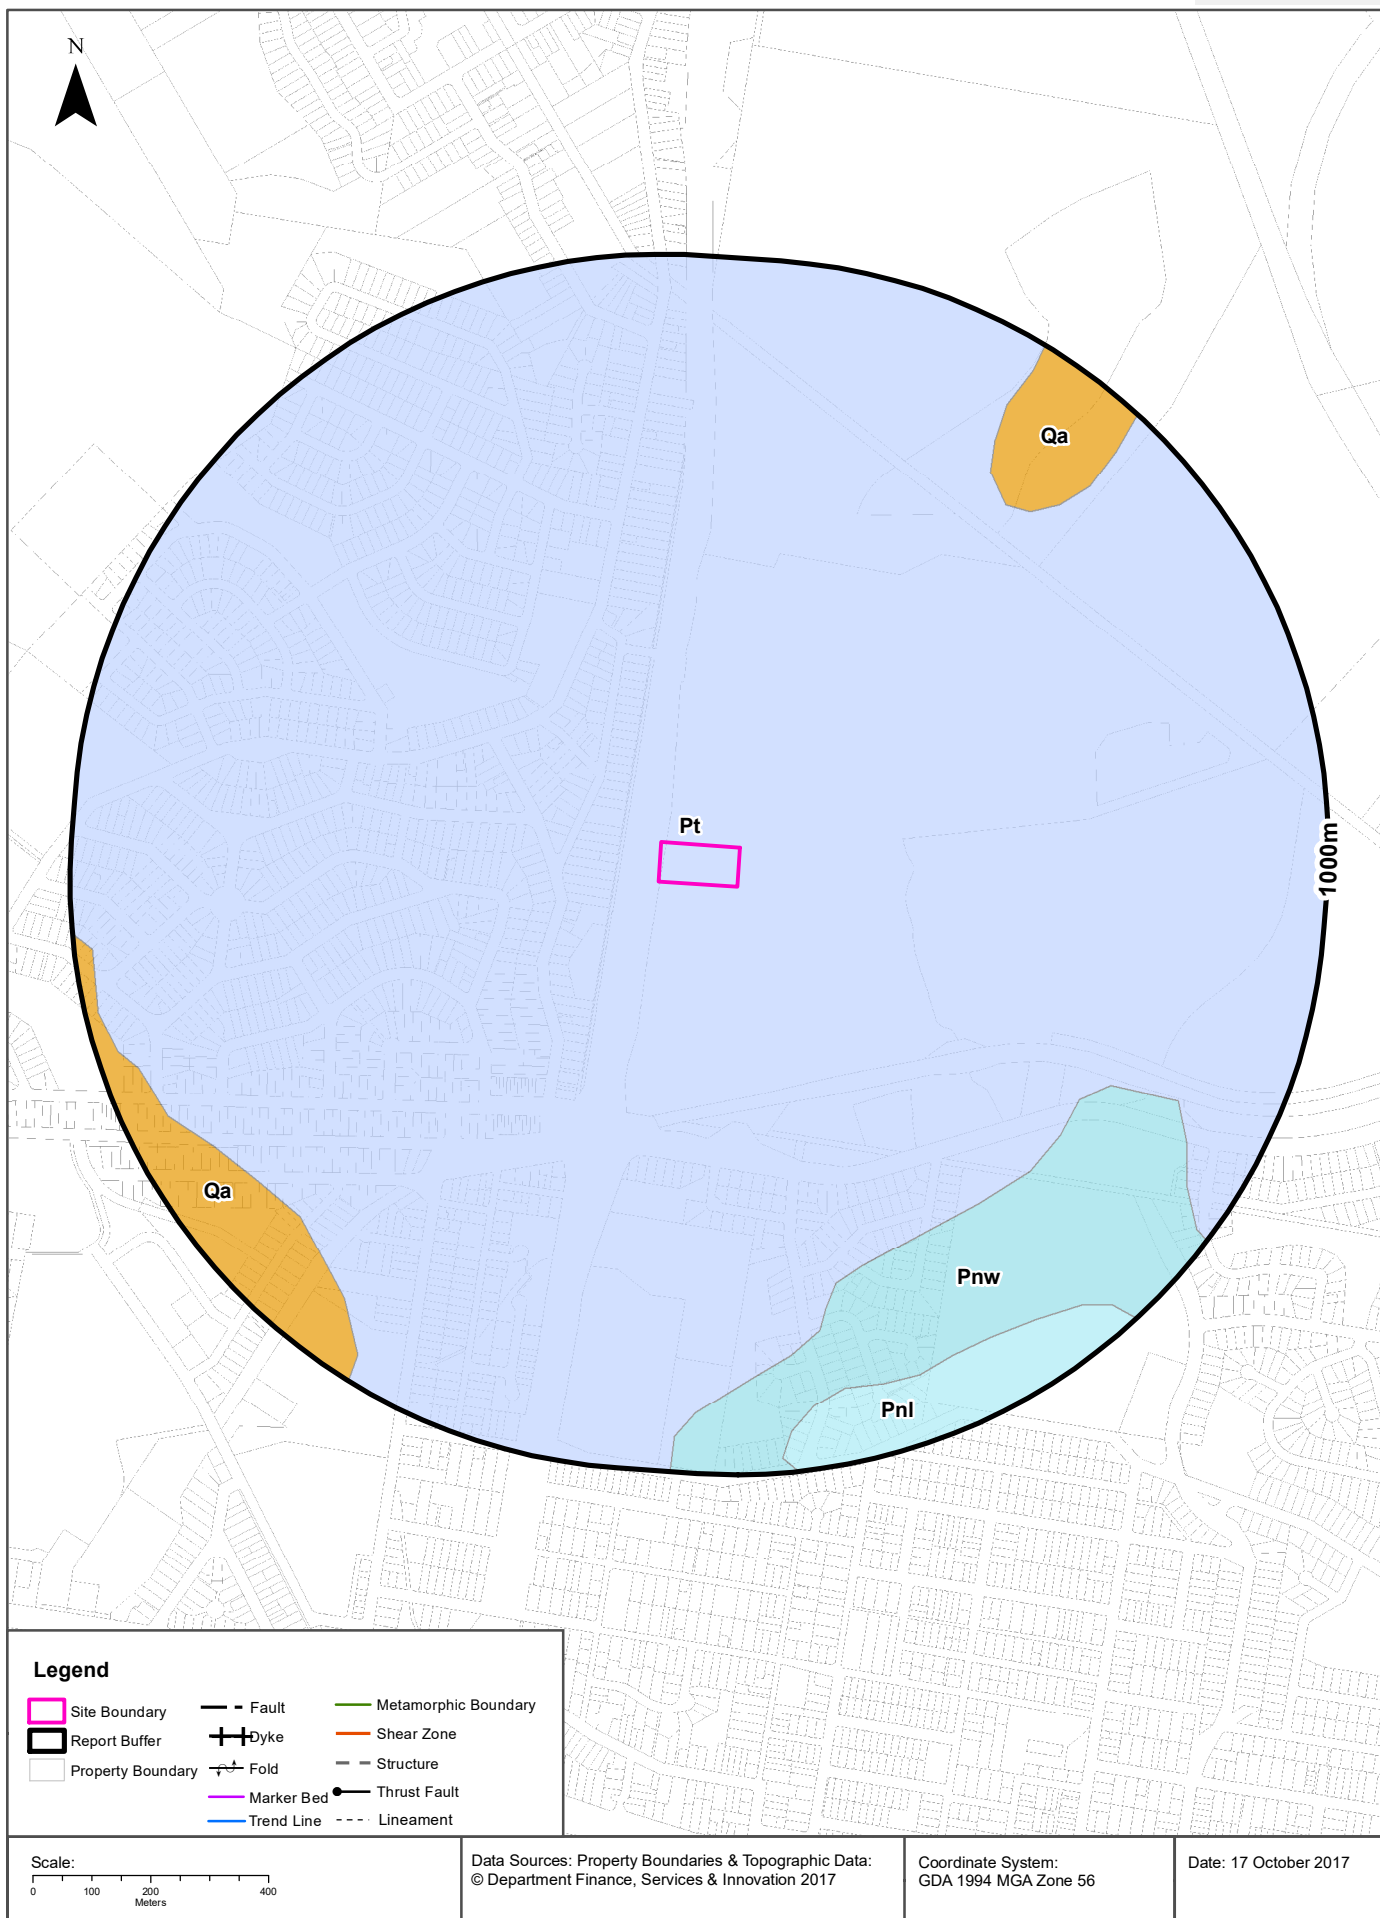 N
Qa
Pt
1000m
Qa
Pnw
Pnl
Legend
Site Boundary
Report Buffer
Property Boundary
Fault
Dyke
Fold
Marker Bed
Trend Line
Metamorphic Boundary
Shear Zone
Structure
Thrust Fault
Lineament
Scale:
0 100 200 400
Meters
Data Sources: Property Boundaries & Topographic Data:
© Department Finance, Services & Innovation 2017
Coordinate System:
GDA 1994 MGA Zone 56
Date: 17 October 2017